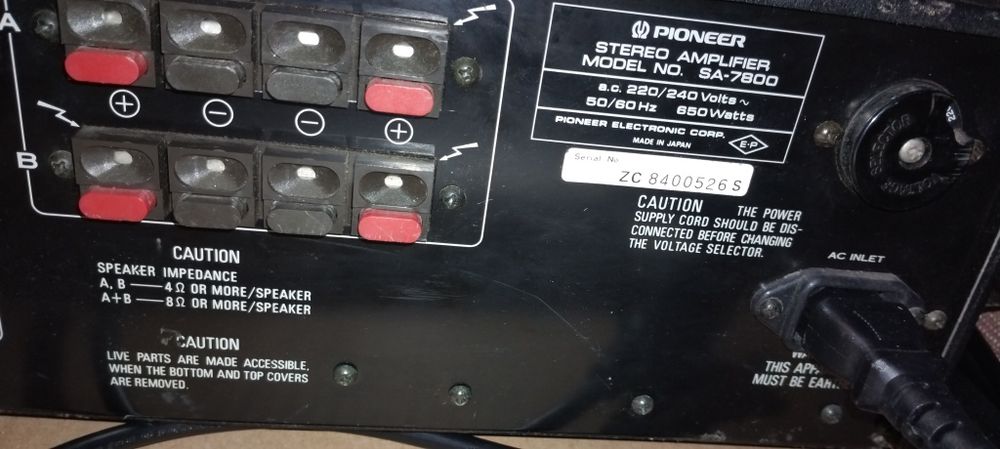 A
B
PIONEER
STEREO AMPLIFIER
MODEL NO. SA-7800
a.c. 220/240 Volts ~
50/60 Hz 650 Watts
PIONEER ELECTRONIC CORP.
MADE IN JAPAN
E-P
Serial No.
ZC 8400526 S
CAUTION THE POWER
SUPPLY CORD SHOULD BE DIS-
CONNECTED BEFORE CHANGING
THE VOLTAGE SELECTOR.
VOLTAGE SELECTOR
AC INLET
CAUTION
SPEAKER IMPEDANCE
A, B — 4Ω OR MORE/SPEAKER
A+B — 8Ω OR MORE/SPEAKER
CAUTION
LIVE PARTS ARE MADE ACCESSIBLE,
WHEN THE BOTTOM AND TOP COVERS
ARE REMOVED.
THIS APP
MUST BE EART